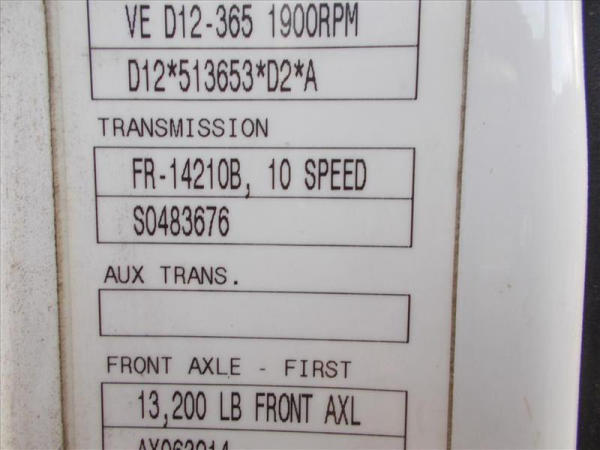 VE D12-365 1900RPM
D12*513653*D2*A
TRANSMISSION
FR-14210B, 10 SPEED
S0483676
AUX TRANS.
FRONT AXLE - FIRST
13,200 LB FRONT AXL